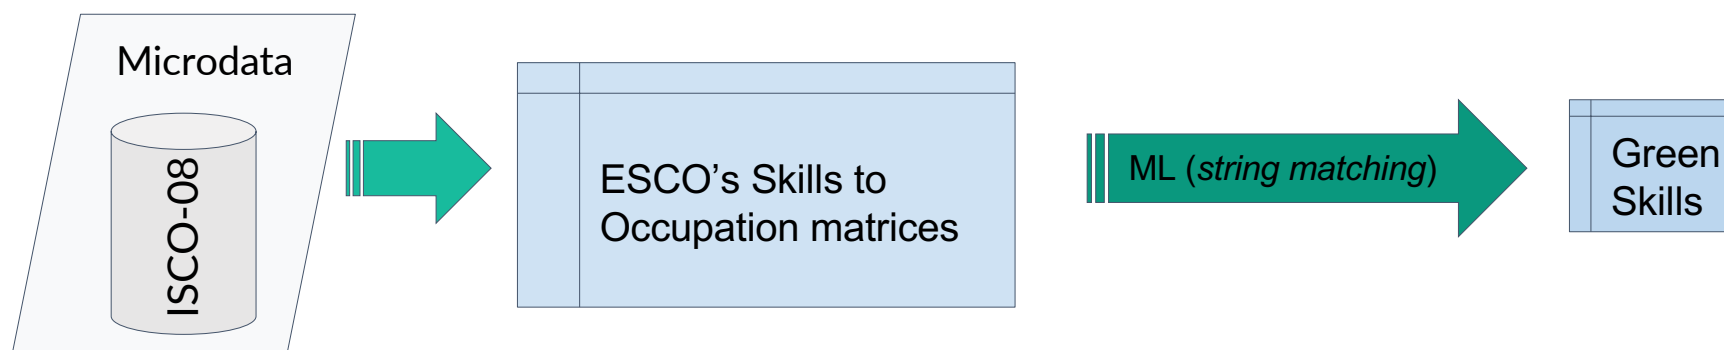 Microdata
ISCO-08
ESCO’s Skills to
Occupation matrices
ML (string matching)
Green
Skills